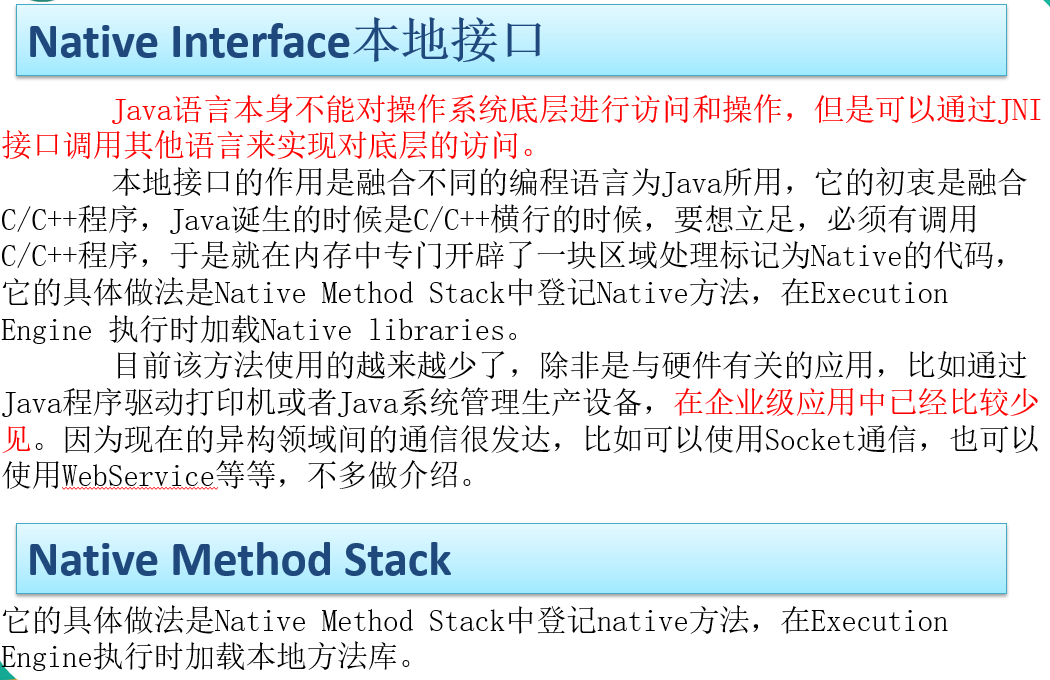 Native Interface本地接口
Java语言本身不能对操作系统底层进行访问和操作，但是可以通过JNI
接口调用其他语言来实现对底层的访问。
本地接口的作用是融合不同的编程语言为Java所用，它的初衷是融合
C/C++程序，Java诞生的时候是C/C++横行的时候，要想立足，必须有调用
C/C++程序，于是就在内存中专门开辟了一块区域处理标记为Native的代码，
它的具体做法是Native Method Stack中登记Native方法，在Execution
Engine 执行时加载Native libraries。
目前该方法使用的越来越少了，除非是与硬件有关的应用，比如通过
Java程序驱动打印机或者Java系统管理生产设备，在企业级应用中已经比较少
见。因为现在的异构领域间的通信很发达，比如可以使用Socket通信，也可以
使用WebService等等，不多做介绍。
Native Method Stack
它的具体做法是Native Method Stack中登记native方法，在Execution
Engine执行时加载本地方法库。